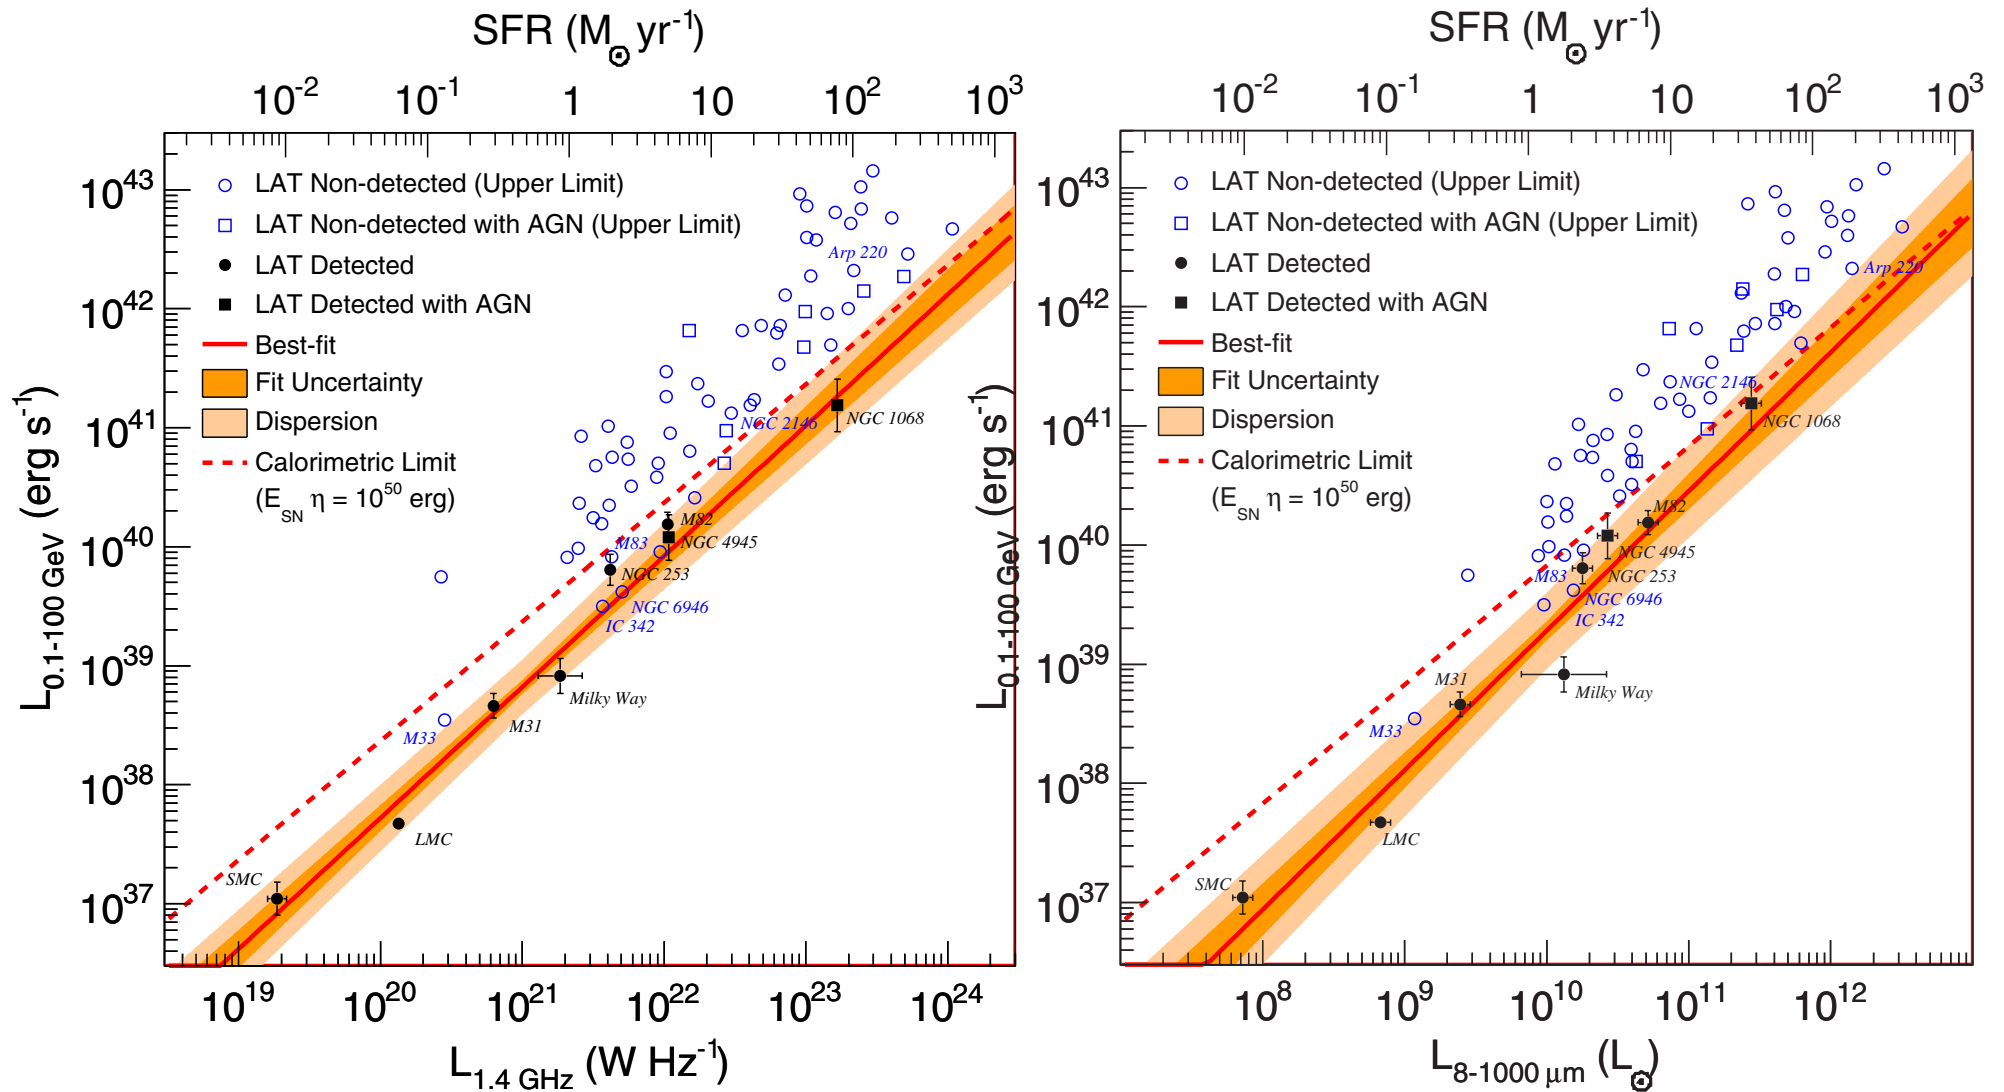 SFR (M⊙ yr⁻¹)
10⁻² 10⁻¹ 1 10 10² 10³
10⁴³
10⁴²
10⁴¹
10⁴⁰
10³⁹
10³⁸
10³⁷
L0.1-100 GeV (erg s⁻¹)
LAT Non-detected (Upper Limit)
LAT Non-detected with AGN (Upper Limit)
LAT Detected
LAT Detected with AGN
Best-fit
Fit Uncertainty
Dispersion
Calorimetric Limit
(ESN η = 10⁵⁰ erg)
Arp 220
NGC 2146
NGC 1068
M82
M83
NGC 4945
NGC 253
NGC 6946
IC 342
Milky Way
M33
M31
LMC
SMC
10¹⁹ 10²⁰ 10²¹ 10²² 10²³ 10²⁴
L1.4 GHz (W Hz⁻¹)
SFR (M⊙ yr⁻¹)
10⁻² 10⁻¹ 1 10 10² 10³
10⁴³
10⁴²
10⁴¹
10⁴⁰
10³⁹
10³⁸
10³⁷
L0.1-100 GeV (erg s⁻¹)
LAT Non-detected (Upper Limit)
LAT Non-detected with AGN (Upper Limit)
LAT Detected
LAT Detected with AGN
Best-fit
Fit Uncertainty
Dispersion
Calorimetric Limit
(ESN η = 10⁵⁰ erg)
Arp 220
NGC 2146
NGC 1068
M82
NGC 4945
M83
NGC 253
NGC 6946
IC 342
M31
Milky Way
M33
LMC
SMC
10⁸ 10⁹ 10¹⁰ 10¹¹ 10¹²
L8-1000 μm (L⊙)